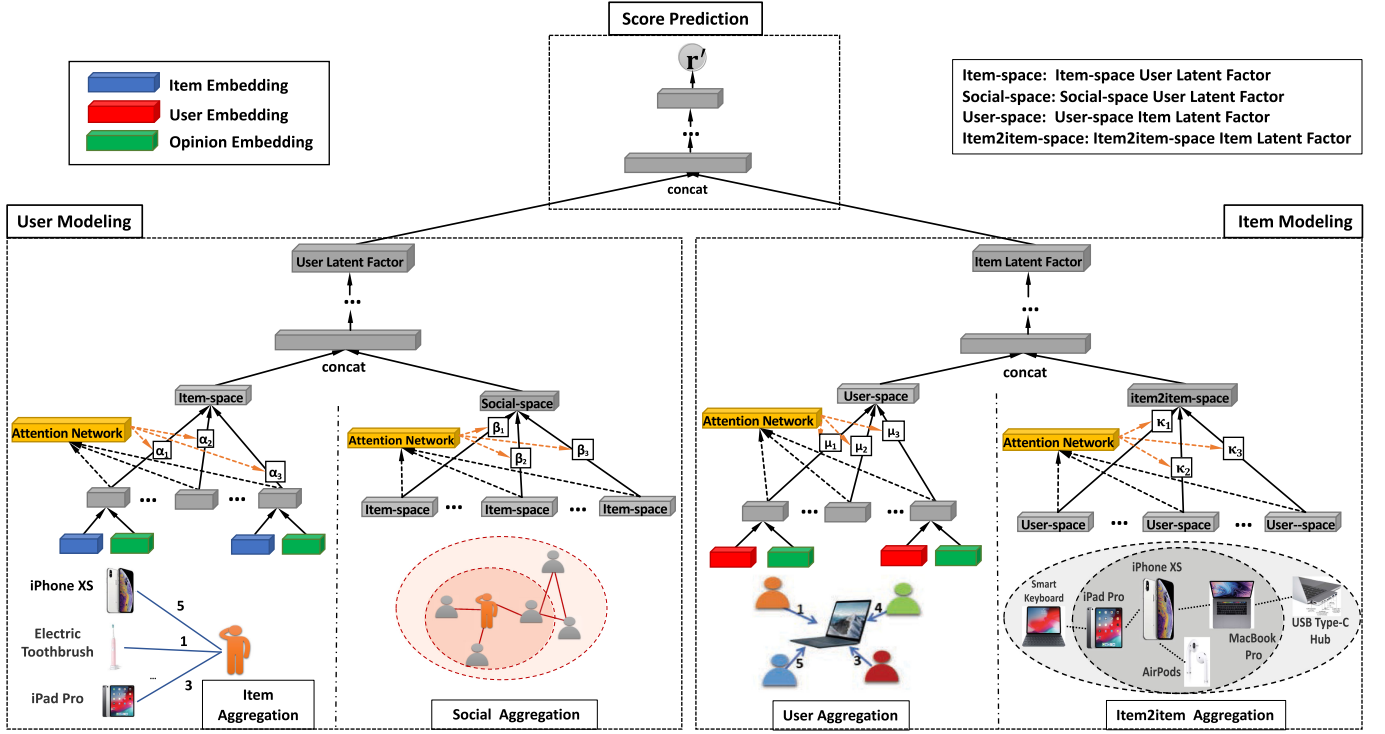 Score Prediction
r′
concat
Item Embedding
User Embedding
Opinion Embedding
Item-space: Item-space User Latent Factor
Social-space: Social-space User Latent Factor
User-space: User-space Item Latent Factor
Item2item-space: Item2item-space Item Latent Factor
User Modeling
User Latent Factor
concat
Item-space
Attention Network
α1
α2
α3
iPhone XS
5
Electric
Toothbrush
1
...
iPad Pro
3
Item
Aggregation
Social-space
Attention Network
β1
β2
β3
Item-space
Item-space
Item-space
Social Aggregation
Item Modeling
Item Latent Factor
concat
User-space
Attention Network
μ1
μ2
μ3
1
4
5
3
User Aggregation
item2item-space
Attention Network
κ1
κ2
κ3
User-space
User-space
User--space
Smart
Keyboard
iPad Pro
iPhone XS
MacBook
Pro
AirPods
USB Type-C
Hub
Item2item Aggregation